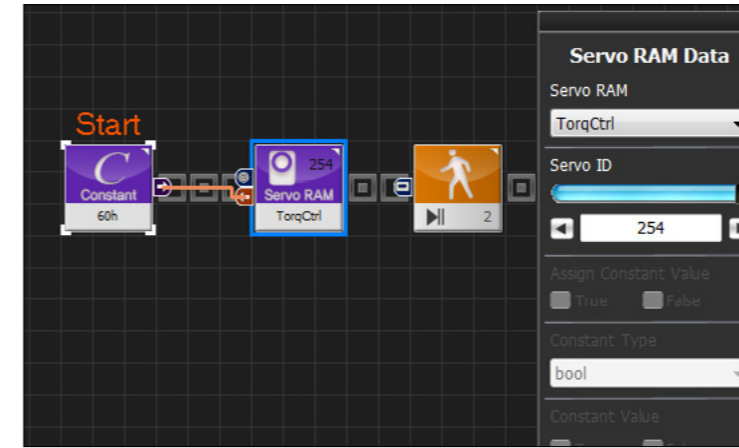 Start
Constant
60h
254
Servo RAM
TorqCtrl
2
Servo RAM Data
Servo RAM
TorqCtrl
Servo ID
254
Assign Constant Value
True False
Constant Type
bool
Constant Value